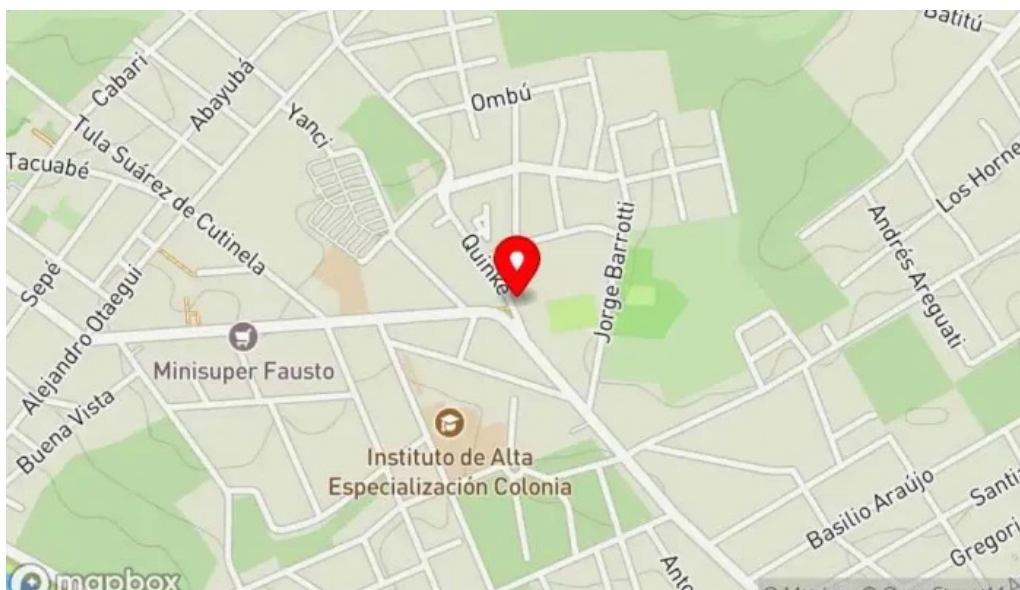 Batitú
Cabari
Abayubá
Ombú
Yanci
Tula Suárez de Cutinela
Tacuabé
Los Horne
Jorge Barrotti
Andrés Areguati
Quinke
Sepé
Alejandro Otaegui
Minisuper Fausto
Buena Vista
Instituto de Alta
Especialización Colonia
Basilio Araújo
Santi
Gregori
Anto
mapbox